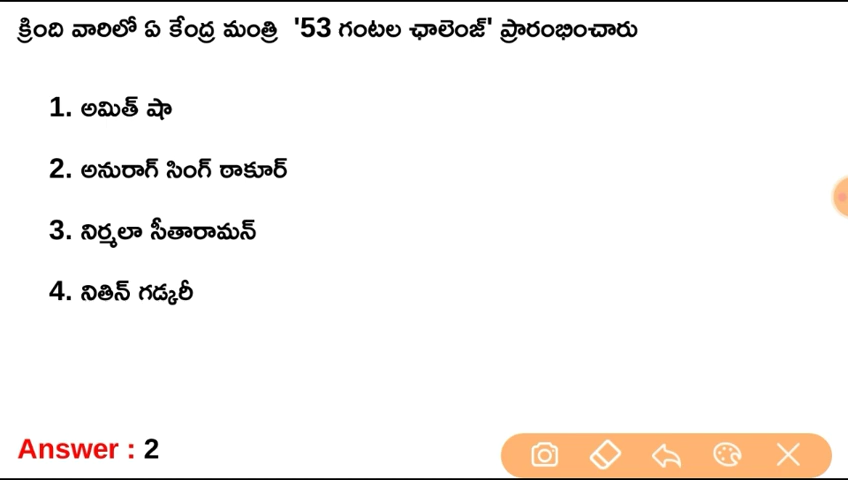 క్రింది వారిలో ఏ కేంద్ర మంత్రి '53 గంటల ఛాలెంజ్' ప్రారంభించారు
1. అమిత్ షా
2. అనురాగ్ సింగ్ ఠాకూర్
3. నిర్మలా సీతారామన్
4. నితిన్ గడ్కరీ
Answer : 2